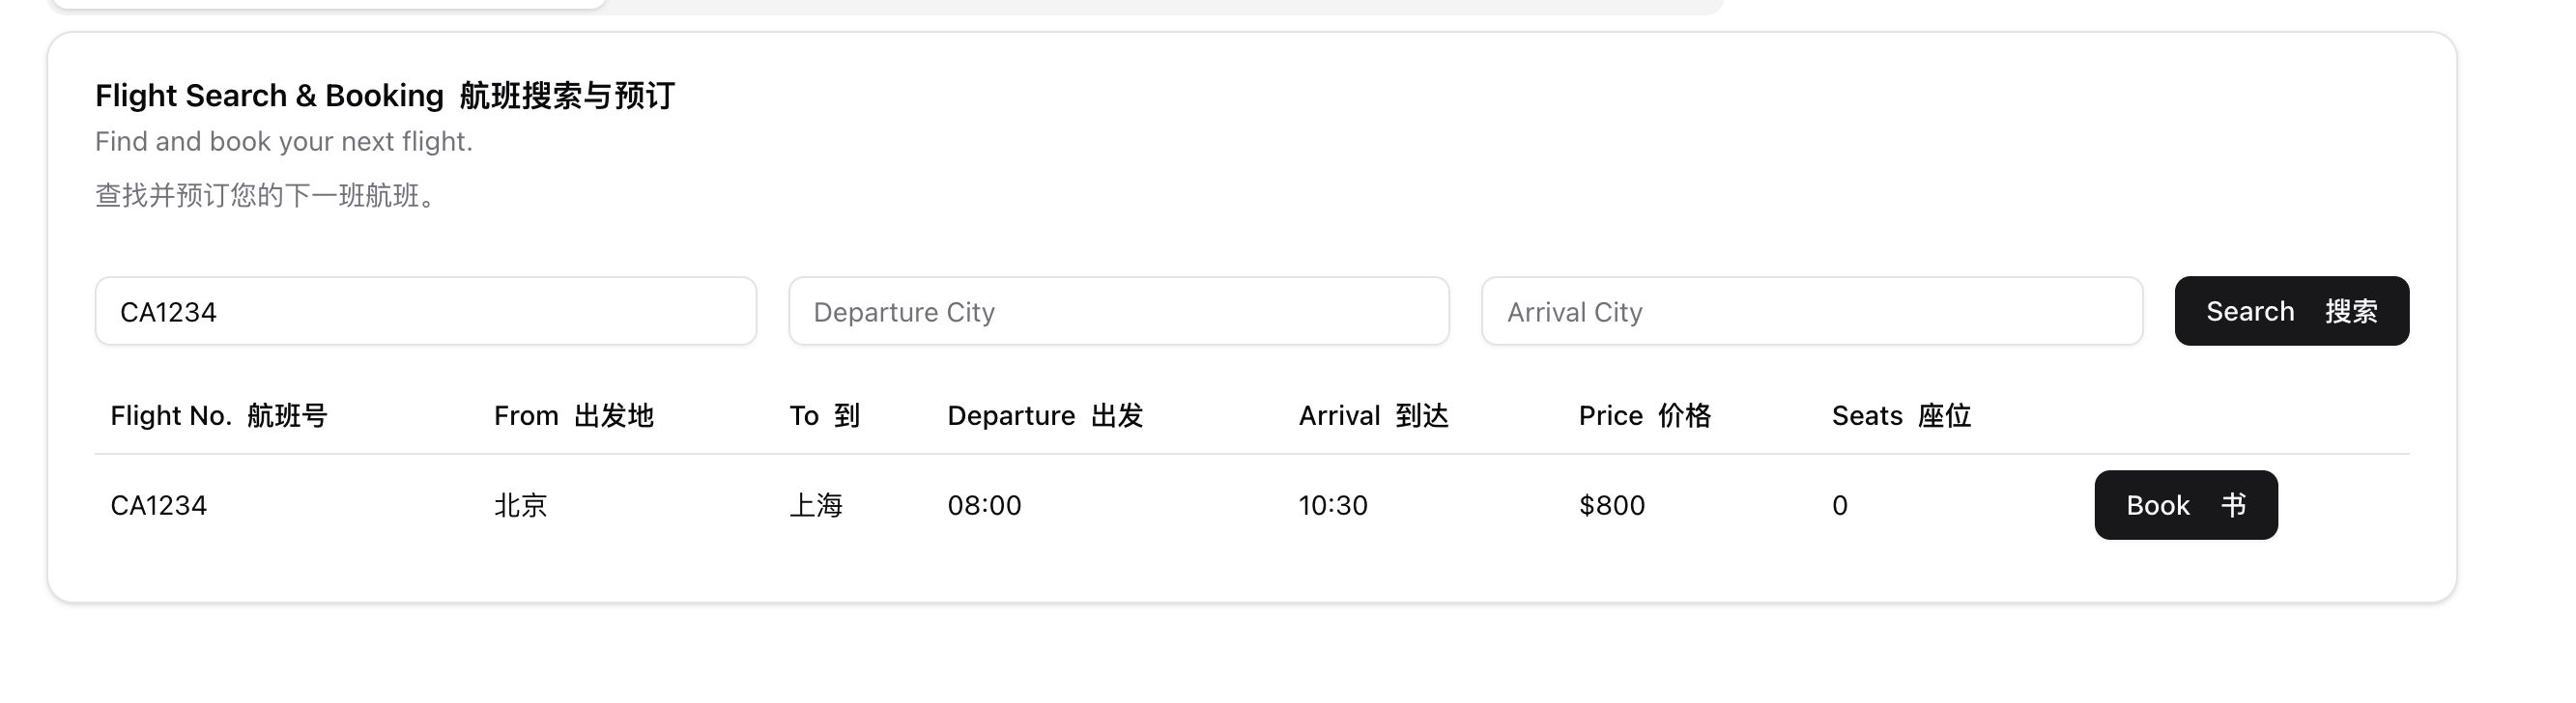 Flight Search & Booking 航班搜索与预订
Find and book your next flight.
查找并预订您的下一班航班。
CA1234 Departure City Arrival City Search 搜索
Flight No. 航班号 From 出发地 To 到 Departure 出发 Arrival 到达 Price 价格 Seats 座位
CA1234 北京 上海 08:00 10:30 $800 0 Book 书